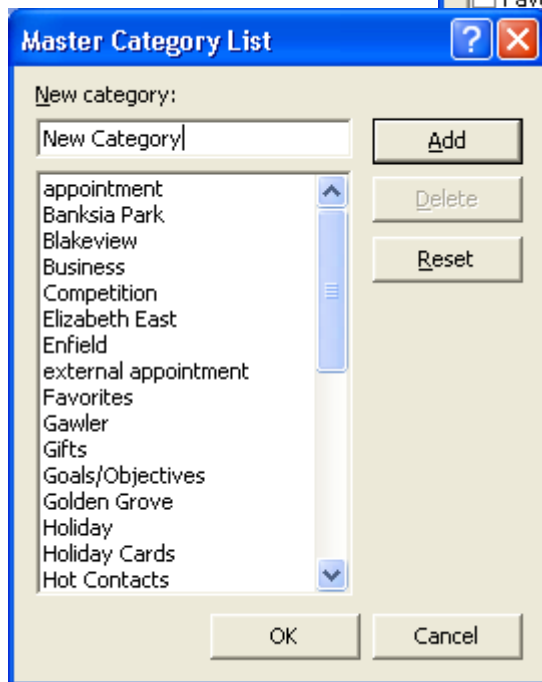 Master Category List
New category:
New Category
Add
appointment
Banksia Park
Blakeview
Business
Competition
Elizabeth East
Enfield
external appointment
Favorites
Gawler
Gifts
Goals/Objectives
Golden Grove
Holiday
Holiday Cards
Hot Contacts
Delete
Reset
OK
Cancel